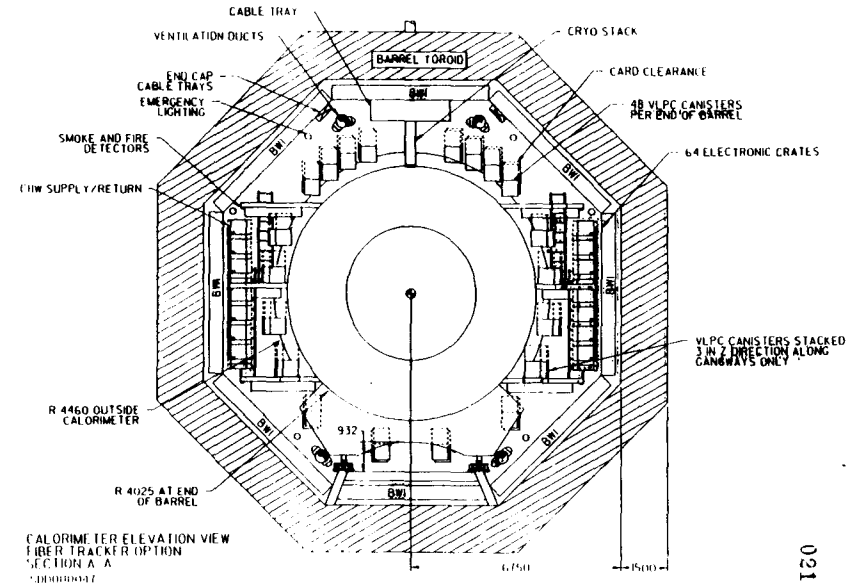 CABLE TRAY
VENTILATION DUCTS
END CAP
CABLE TRAYS
EMERGENCY
LIGHTING
SMOKE AND FIRE
DETECTORS
CHW SUPPLY/RETURN
BARREL TOROID
CRYO STACK
CARD CLEARANCE
48 VLPC CANISTERS
PER END OF BARREL
64 ELECTRONIC CRATES
BWI
BWI
BWI
BWI
BWI
VLPC CANISTERS STACKED
3 IN Z DIRECTION ALONG
GANGWAYS ONLY
R 4460 OUTSIDE
CALORIMETER
BWI
932
BWI
R 4025 AT END
OF BARREL
BWI
CALORIMETER ELEVATION VIEW
FIBER TRACKER OPTION
SECTION A A
6750
1500
021